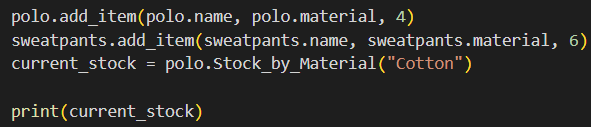 polo.add_item(polo.name, polo.material, 4)
sweatpants.add_item(sweatpants.name, sweatpants.material, 6)
current_stock = polo.Stock_by_Material("Cotton")
print(current_stock)